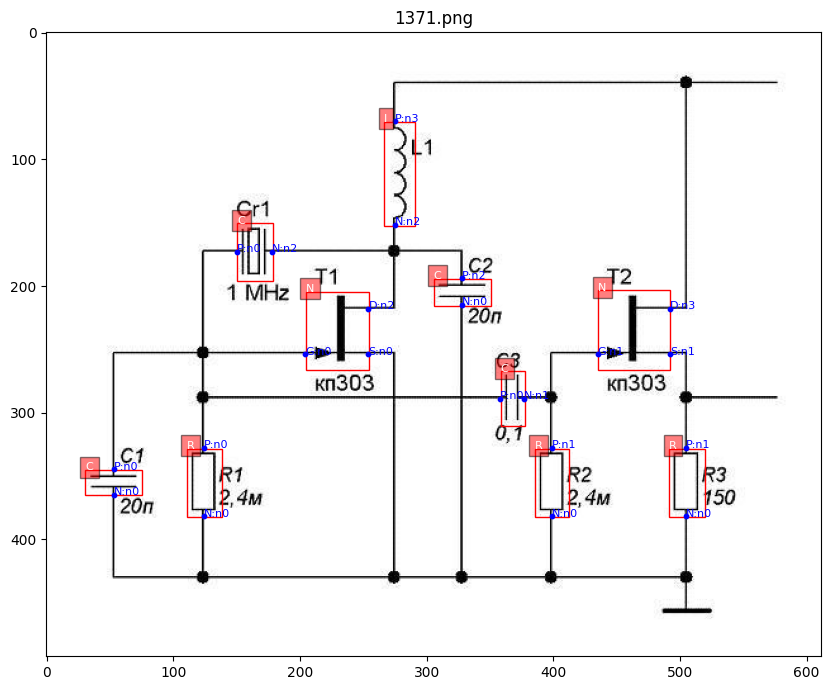 1371.png
0
100
200
300
400
0
100
200
300
400
500
600
L
P:n3
L1
N:n2
Cr1
C
P:n0
N:n2
1 MHz
C2
C
P:n2
N:n0
20п
T1
N
D:n2
G:n0
S:n0
кп303
T2
N
D:n3
G:n1
S:n1
кп303
C3
C
P:n0
N:n1
0,1
C1
C
P:n0
N:n0
20п
R
P:n0
R1
2,4м
N:n0
R
P:n1
R2
2,4м
N:n0
R
P:n1
R3
150
N:n0